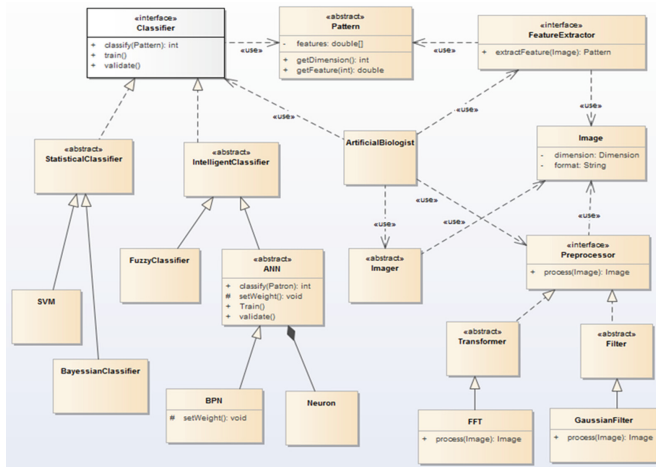 «interface»
Classifier
+ classify(Pattern): int
+ train()
+ validate()
«use»
«abstract»
Pattern
- features: double[]
+ getDimension(): int
+ getFeature(int): double
«use»
«interface»
FeatureExtractor
+ extractFeature(Image): Pattern
«use»
«use»
«use»
«abstract»
StatisticalClassifier
«abstract»
IntelligentClassifier
ArtificialBiologist
«abstract»
Image
- dimension: Dimension
- format: String
«use»
«use»
«use»
«use»
FuzzyClassifier
«abstract»
ANN
+ classify(Patron): int
# setWeight(): void
+ Train()
+ validate()
«abstract»
Imager
«interface»
Preprocessor
+ process(Image): Image
SVM
BayessianClassifier
«abstract»
Transformer
«abstract»
Filter
BPN
# setWeight(): void
Neuron
FFT
+ process(Image): Image
GaussianFilter
+ process(Image): Image